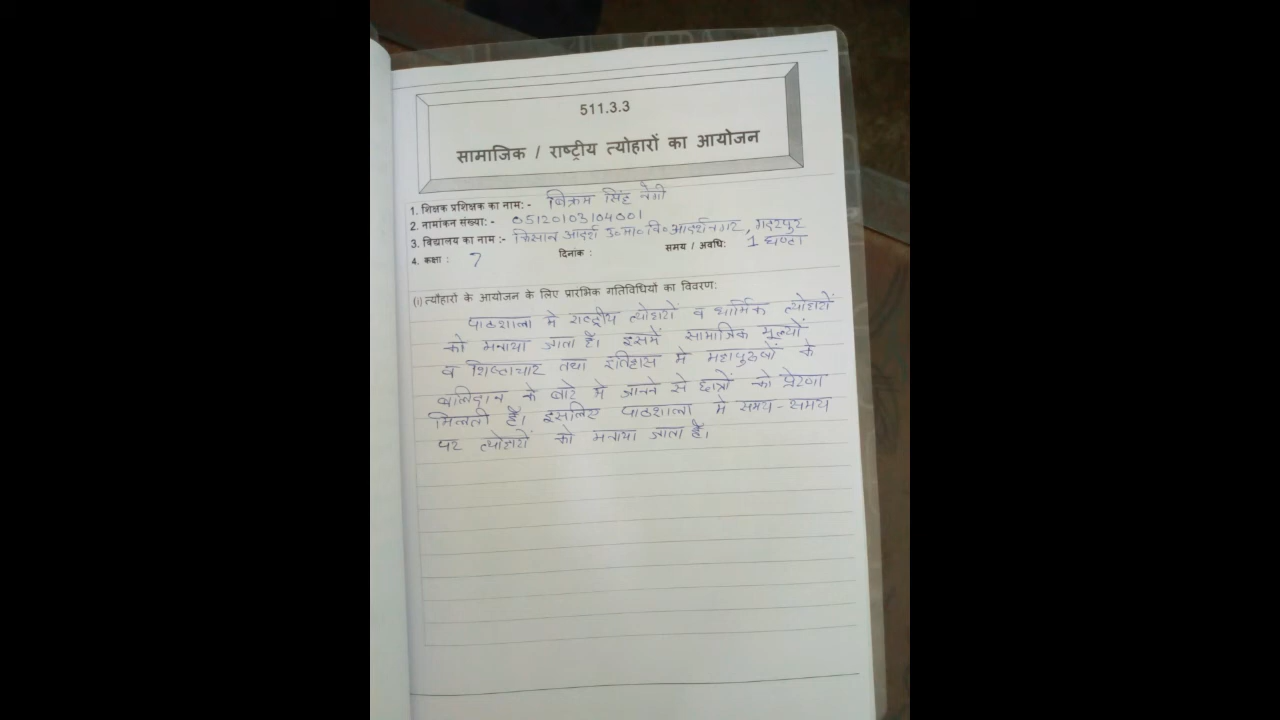 511.3.3
सामाजिक / राष्ट्रीय त्योहारों का आयोजन
1. शिक्षक प्रशिक्षक का नाम: - विक्रम सिंह नेगी
2. नामांकन संख्या: - 05120103104001
3. विद्यालय का नाम :- किसान आदर्श उ०मा०वि०आदर्शनगर, गदरपुर
4. कक्षा : 7 दिनांक : समय / अवधि: 1 घण्टा
(i) त्यौहारों के आयोजन के लिए प्रारंभिक गतिविधियों का विवरण:
पाठशाला मे राष्ट्रीय त्योहारों व धार्मिक त्योहारों
को मनाया जाता है। इसमें सामाजिक मूल्यों
व शिष्ठाचार तथा इतिहास मे महापुरूषों के
बलिदान के बारे मे जानने से छात्रों को प्रेरणा
मिलती है। इसलिए पाठशाला मे समय-समय
पर त्योहारों को मनाया जाता है।